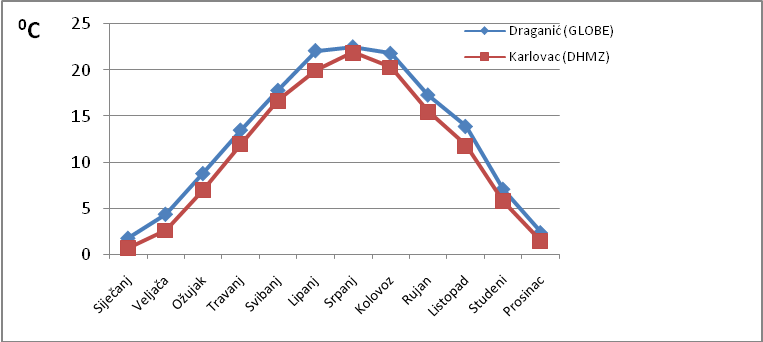 ⁰C
Draganić (GLOBE)
Karlovac (DHMZ)
25
20
15
10
5
0
Siječanj
Veljača
Ožujak
Travanj
Svibanj
Lipanj
Srpanj
Kolovoz
Rujan
Listopad
Studeni
Prosinac